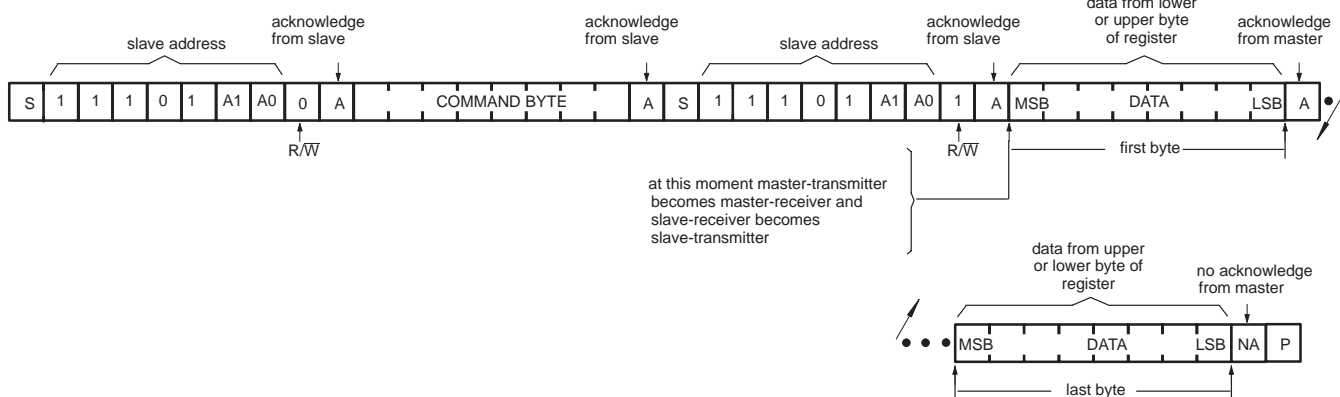 acknowledge
from slave
slave address
acknowledge
from slave
slave address
acknowledge
from slave
data from lower
or upper byte
of register
acknowledge
from master
S 1 1 1 0 1 A1 A0 0 A COMMAND BYTE A S 1 1 1 0 1 A1 A0 1 A MSB DATA LSB A
R/W̅
R/W̅
first byte
at this moment master-transmitter
becomes master-receiver and
slave-receiver becomes
slave-transmitter
data from upper
or lower byte of
register
no acknowledge
from master
MSB DATA LSB NA P
last byte